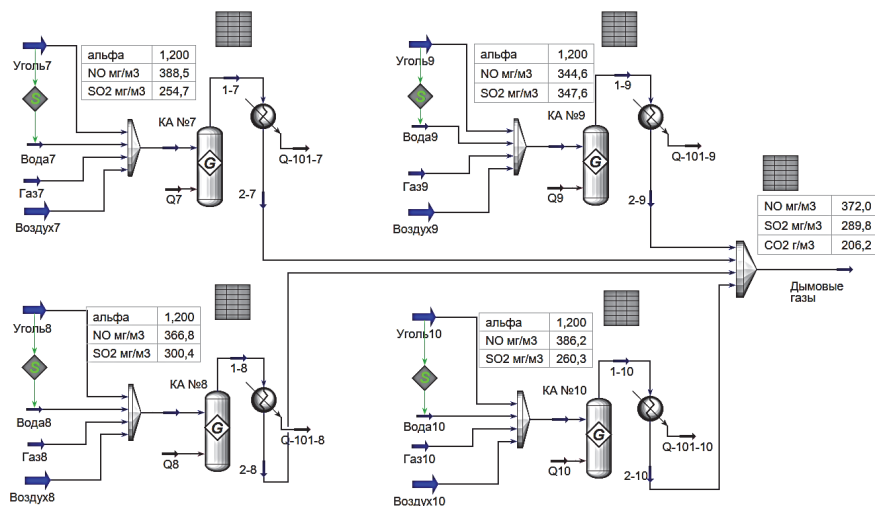 Уголь7
альфа 1,200
NO мг/м3 388,5
SO2 мг/м3 254,7
1-7
КА №7
S
Вода7
G
Q-101-7
Газ7
Q7
2-7
Воздух7
Уголь9
альфа 1,200
NO мг/м3 344,6
SO2 мг/м3 347,6
1-9
КА №9
S
Вода9
G
Q-101-9
Газ9
Q9
2-9
Воздух9
NO мг/м3 372,0
SO2 мг/м3 289,8
CO2 г/м3 206,2
Дымовые
газы
Уголь8
альфа 1,200
NO мг/м3 366,8
SO2 мг/м3 300,4
1-8
КА №8
S
Вода8
G
Q-101-8
Газ8
Q8
2-8
Воздух8
Уголь10
альфа 1,200
NO мг/м3 386,2
SO2 мг/м3 260,3
1-10
КА №10
S
Вода10
G
Q-101-10
Газ10
Q10
2-10
Воздух10